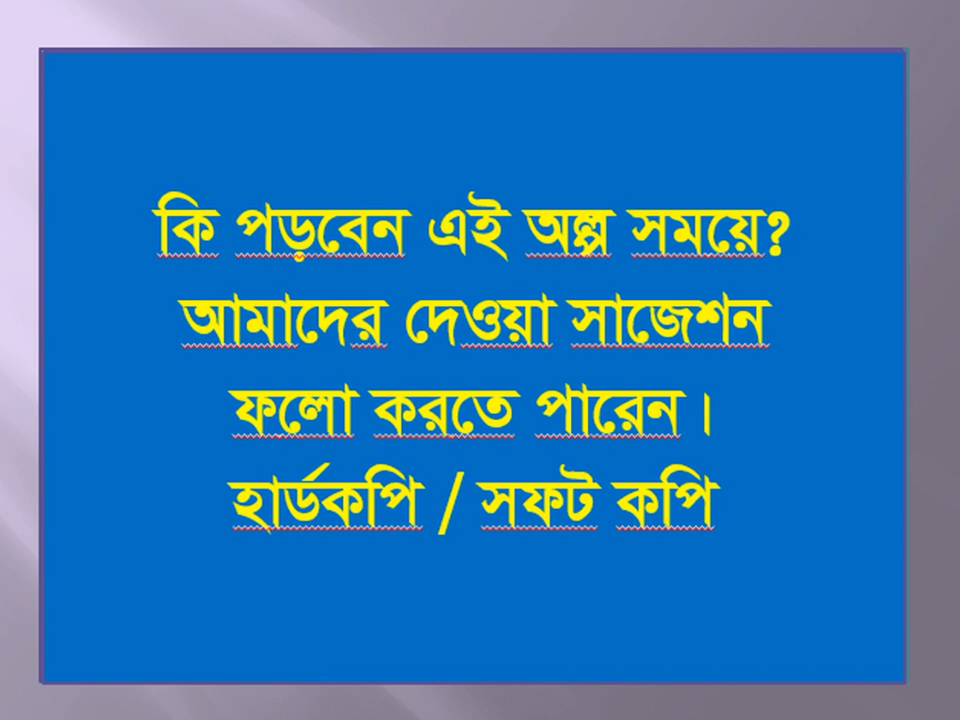 কি পড়বেন এই অল্প সময়ে?
আমাদের দেওয়া সাজেশন
ফলো করতে পারেন।
হার্ডকপি / সফট কপি